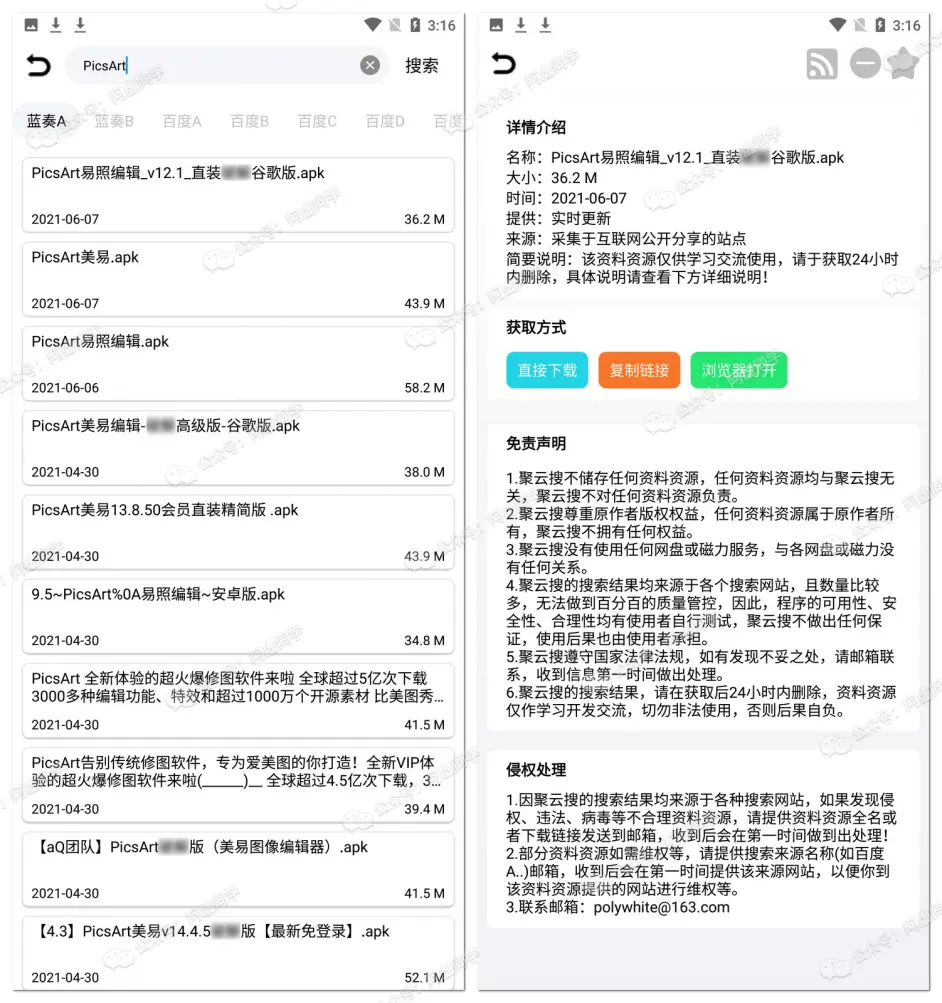 3:16
PicsArt
搜索
蓝奏A
蓝奏B
百度A
百度B
百度C
百度D
百度
PicsArt易照编辑_v12.1_直装 谷歌版.apk
2021-06-07
36.2 M
PicsArt美易.apk
2021-06-07
43.9 M
PicsArt易照编辑.apk
2021-06-06
58.2 M
PicsArt美易编辑- 高级版-谷歌版.apk
2021-04-30
38.0 M
PicsArt美易13.8.50会员直装精简版 .apk
2021-04-30
43.9 M
9.5~PicsArt%0A易照编辑~安卓版.apk
2021-04-30
34.8 M
PicsArt 全新体验的超火爆修图软件来啦 全球超过5亿次下载
3000多种编辑功能、特效和超过1000万个开源素材 比美图秀...
2021-04-30
41.5 M
PicsArt告别传统修图软件，专为爱美图的你打造！全新VIP体
验的超火爆修图软件来啦(______)__ 全球超过4.5亿次下载，3...
2021-04-30
39.4 M
【aQ团队】PicsArt 版（美易图像编辑器）.apk
2021-04-30
41.5 M
【4.3】PicsArt美易v14.4.5 版【最新免登录】.apk
2021-04-30
52.1 M
3:16
详情介绍
名称：PicsArt易照编辑_v12.1_直装 谷歌版.apk
大小：36.2 M
时间：2021-06-07
提供：实时更新
来源：采集于互联网公开分享的站点
简要说明：该资料资源仅供学习交流使用，请于获取24小时
内删除，具体说明请查看下方详细说明！
获取方式
直接下载
复制链接
浏览器打开
免责声明
1.聚云搜不储存任何资料资源，任何资料资源均与聚云搜无
关，聚云搜不对任何资料资源负责。
2.聚云搜尊重原作者版权权益，任何资料资源属于原作者所
有，聚云搜不拥有任何权益。
3.聚云搜没有使用任何网盘或磁力服务，与各网盘或磁力没
有任何关系。
4.聚云搜的搜索结果均来源于各个搜索网站，且数量比较
多，无法做到百分百的质量管控，因此，程序的可用性、安
全性、合理性均有使用者自行测试，聚云搜不做出任何保
证，使用后果也由使用者承担。
5.聚云搜遵守国家法律法规，如有发现不妥之处，请邮箱联
系，收到信息第一时间做出处理。
6.聚云搜的搜索结果，请在获取后24小时内删除，资料资源
仅作学习开发交流，切勿非法使用，否则后果自负。
侵权处理
1.因聚云搜的搜索结果均来源于各种搜索网站，如果发现侵
权、违法、病毒等不合理资料资源，请提供资料资源全名或
者下载链接发送到邮箱，收到后会在第一时间做到出处理！
2.部分资料资源如需维权等，请提供搜索来源名称(如百度
A..)邮箱，收到后会在第一时间提供该来源网站，以便你到
该资料资源提供的网站进行维权等。
3.联系邮箱：polywhite@163.com